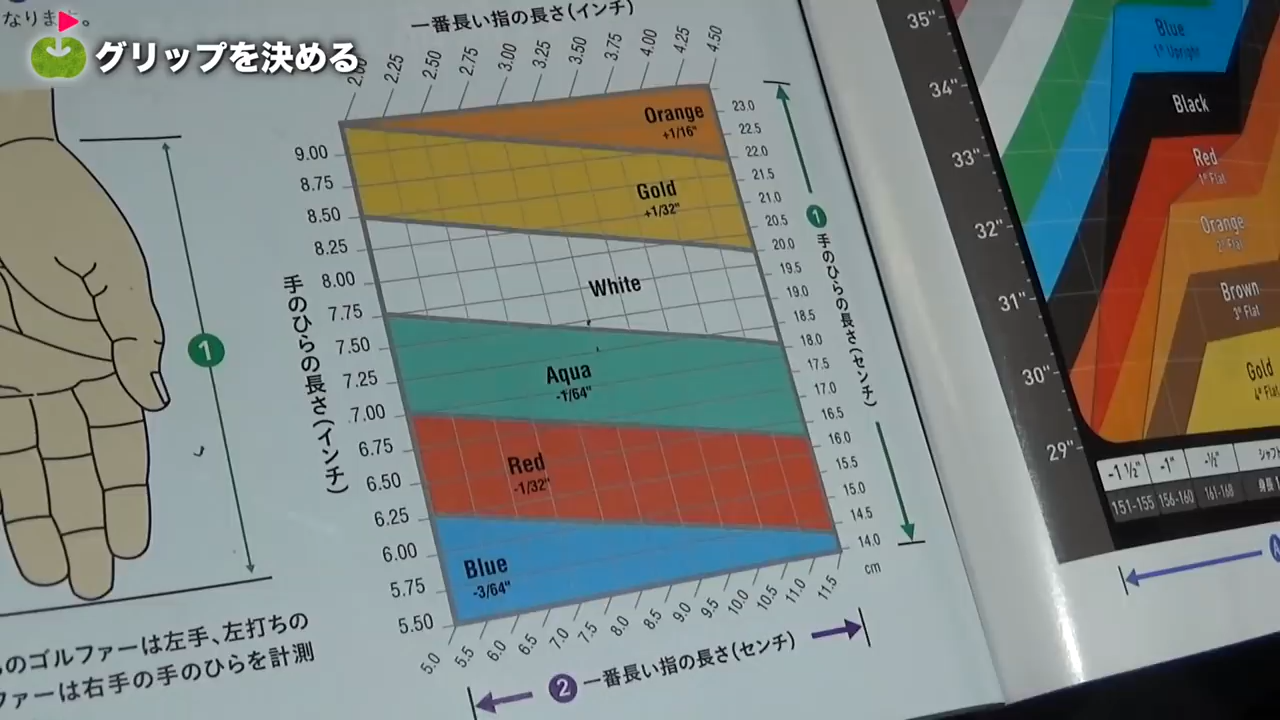 なります。
グリップを決める
一番長い指の長さ(インチ)
2.00 2.25 2.50 2.75 3.00 3.25 3.50 3.75 4.00 4.25 4.50
手のひらの長さ(インチ)
9.00
8.75
8.50
8.25
8.00
7.75
7.50
7.25
7.00
6.75
6.50
6.25
6.00
5.75
5.50
Orange
+1/16"
Gold
+1/32"
White
Aqua
-1/64"
Red
-1/32"
Blue
-3/64"
23.0
22.5
22.0
21.5
21.0
20.5
20.0
19.5
19.0
18.5
18.0
17.5
17.0
16.5
16.0
15.5
15.0
14.5
14.0
cm
1 手のひらの長さ(センチ)
5.0 5.5 6.0 6.5 7.0 7.5 8.0 8.5 9.0 9.5 10.0 10.5 11.0 11.5
2 一番長い指の長さ(センチ)
1
のゴルファーは左手、左打ちの
ファーは右手の手のひらを計測
35"
34"
33"
32"
31"
30"
29"
Blue
1° Upright
Black
Red
1° Flat
Orange
2° Flat
Brown
3° Flat
Gold
4° Flat
-1 1/2" -1" -1/2" シャフト
151-155 156-160 161-168 身長